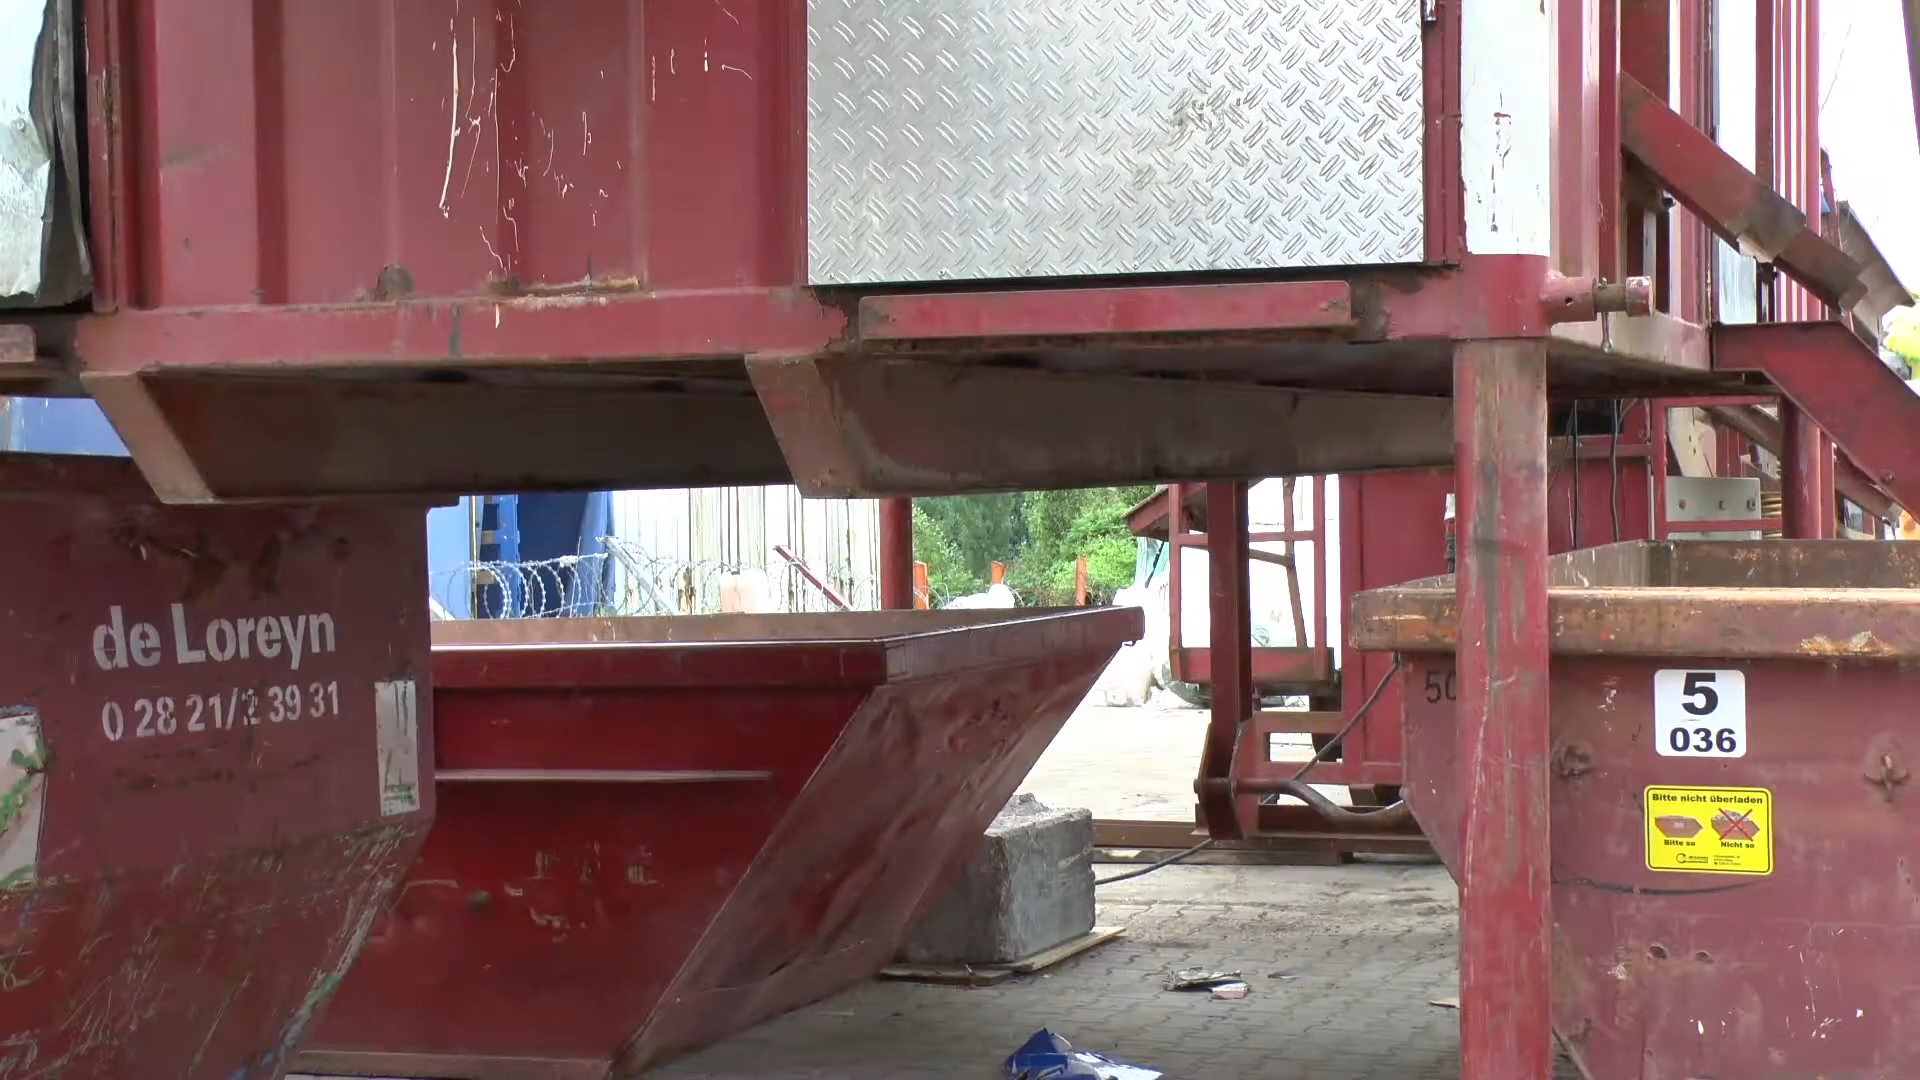 de Loreyn
0 28 21/2 39 31
50
5
036
Bitte nicht überladen
Bitte so
Nicht so